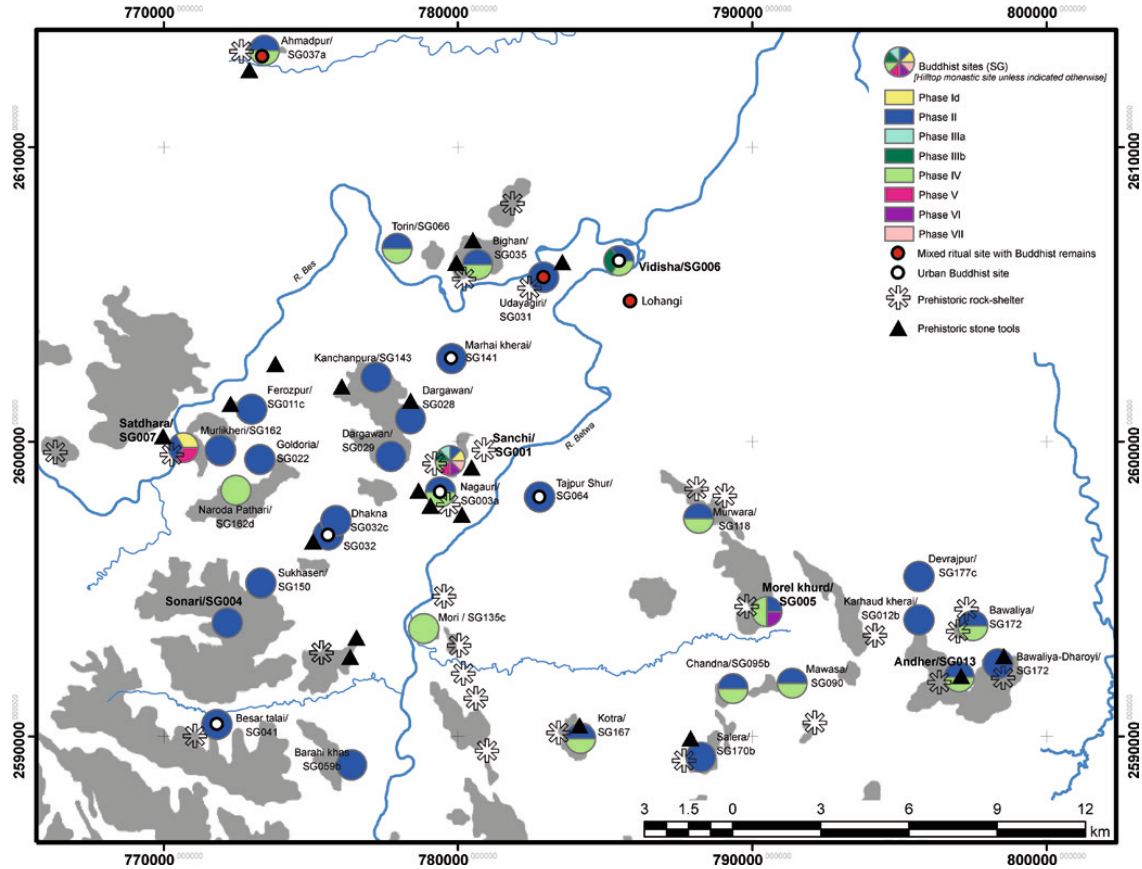 770000
780000
790000
800000
Ahmadpur/
SG037a
Buddhist sites (SG)
[Hilltop monastic site unless indicated otherwise]
Phase Id
Phase II
Phase IIIa
Phase IIIb
Phase IV
Phase V
Phase VI
Phase VII
Mixed ritual site with Buddhist remains
Urban Buddhist site
Prehistoric rock-shelter
Prehistoric stone tools
2610000
2610000
Torin/SG066
Bighan/
SG035
R. Bes
Vidisha/SG006
Udayagiri/
SG031
Lohangi
Marhai kherai/
SG141
Kanchanpura/SG143
Ferozpur/
SG011c
Dargawan/
SG028
Satdhara/
SG007
Murlikheri/SG162
Goldoria/
SG022
Dargawan/
SG029
Sanchi/
SG001
R. Betwa
2600000
2600000
Naroda Pathari/
SG162d
Nagauri/
SG003a
Tajpur Shur/
SG064
Dhakna
SG032c
SG032
Murwara/
SG118
Sukhasen/
SG150
Sonari/SG004
Mori / SG135c
Morel khurd/
SG005
Devrajpur/
SG177c
Karhaud kherai/
SG012b
Bawaliya/
SG172
Chandna/SG095b
Mawasa/
SG090
Andher/SG013
Bawaliya-Dharoyi/
SG172
Besar talai/
SG041
Kotra/
SG167
Salera/
SG170b
Barahi khas
SG059b
2590000
2590000
3 1.5 0 3 6 9 12
km
770000
780000
790000
800000